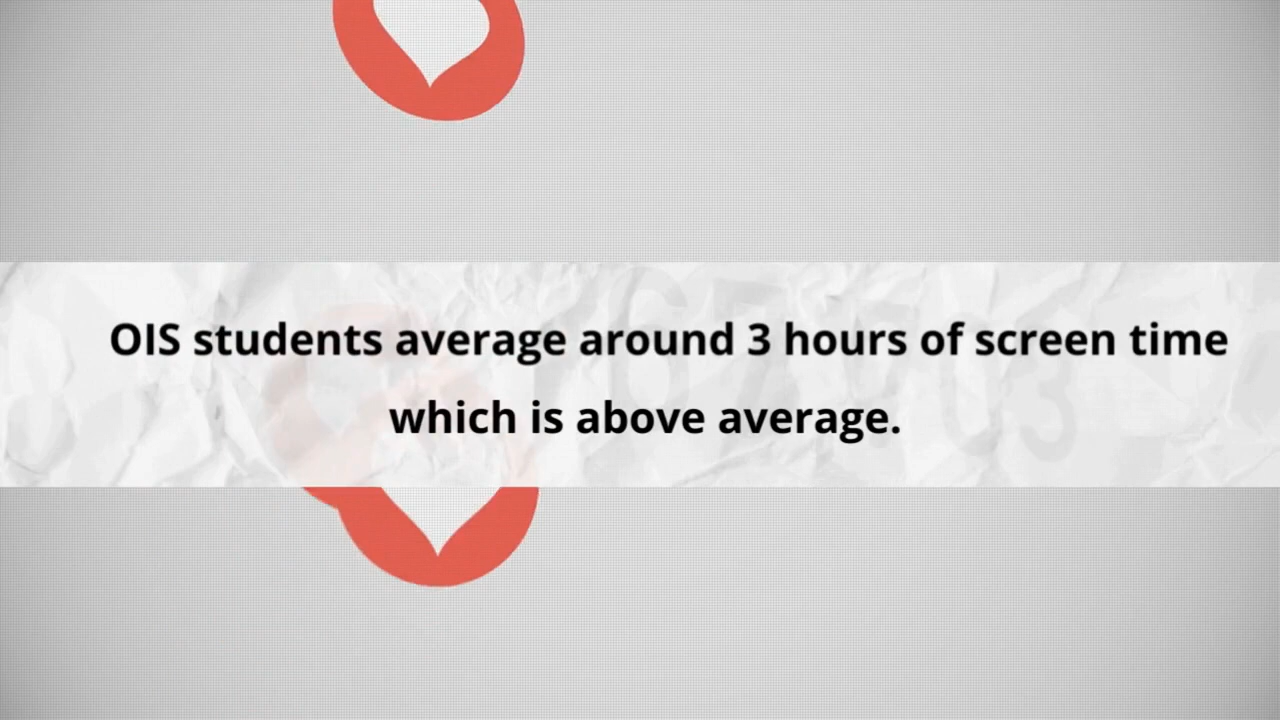 OIS students average around 3 hours of screen time
which is above average.